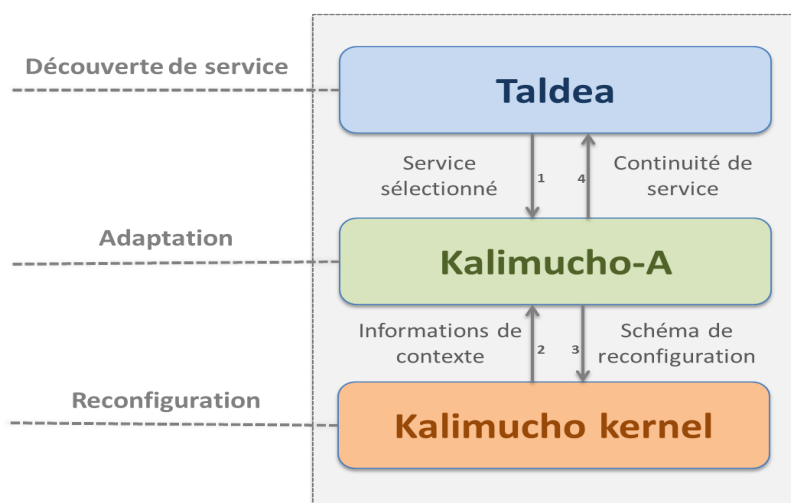 Découverte de service
Taldea
Service
sélectionné
1
4
Continuité de
service
Adaptation
Kalimucho-A
Informations de
contexte
2
3
Schéma de
reconfiguration
Reconfiguration
Kalimucho kernel